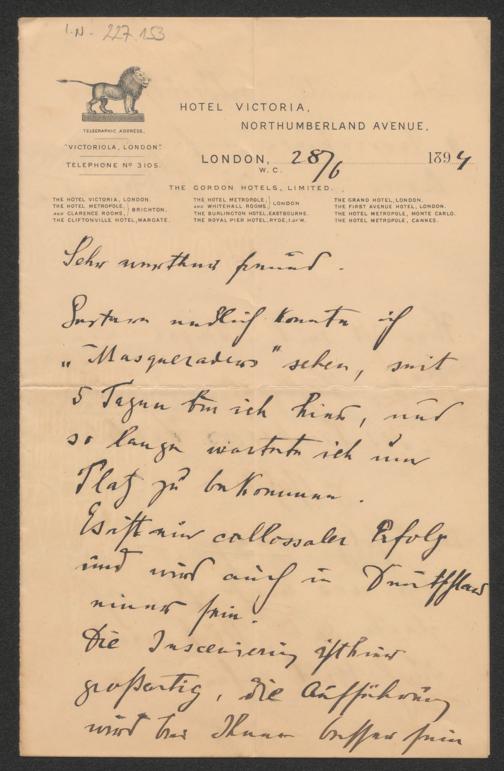 I.N. 227.153
TELEGRAPHIC ADDRESS,
"VICTORIOLA, LONDON".
TELEPHONE Nº 3105.
HOTEL VICTORIA,
NORTHUMBERLAND AVENUE,
LONDON, 28/6 1894
W.C.
THE GORDON HOTELS, LIMITED.
THE HOTEL VICTORIA, LONDON.
THE HOTEL METROPOLE,
AND CLARENCE ROOMS, BRIGHTON.
THE CLIFTONVILLE HOTEL, MARGATE.
THE HOTEL METROPOLE,
AND WHITEHALL ROOMS, LONDON
THE BURLINGTON HOTEL, EASTBOURNE.
THE ROYAL PIER HOTEL, RYDE, I. OF W.
THE GRAND HOTEL, LONDON.
THE FIRST AVENUE HOTEL, LONDON.
THE HOTEL METROPOLE, MONTE CARLO.
THE HOTEL METROPOLE, CANNES.
Sehr werther Freund.
Gestern endlich konnte ich
„Masqueraders" sehen, seit
5 Tagen bin ich hier, und
so lange wartete ich um
Platz zu bekommen.
Es ist ein collossaler Erfolg
und wird auch in Deutschland
einer sein.
Die Inscenierung ist hier
großartig, die Aufführung
wird bei Ihnen besser sein